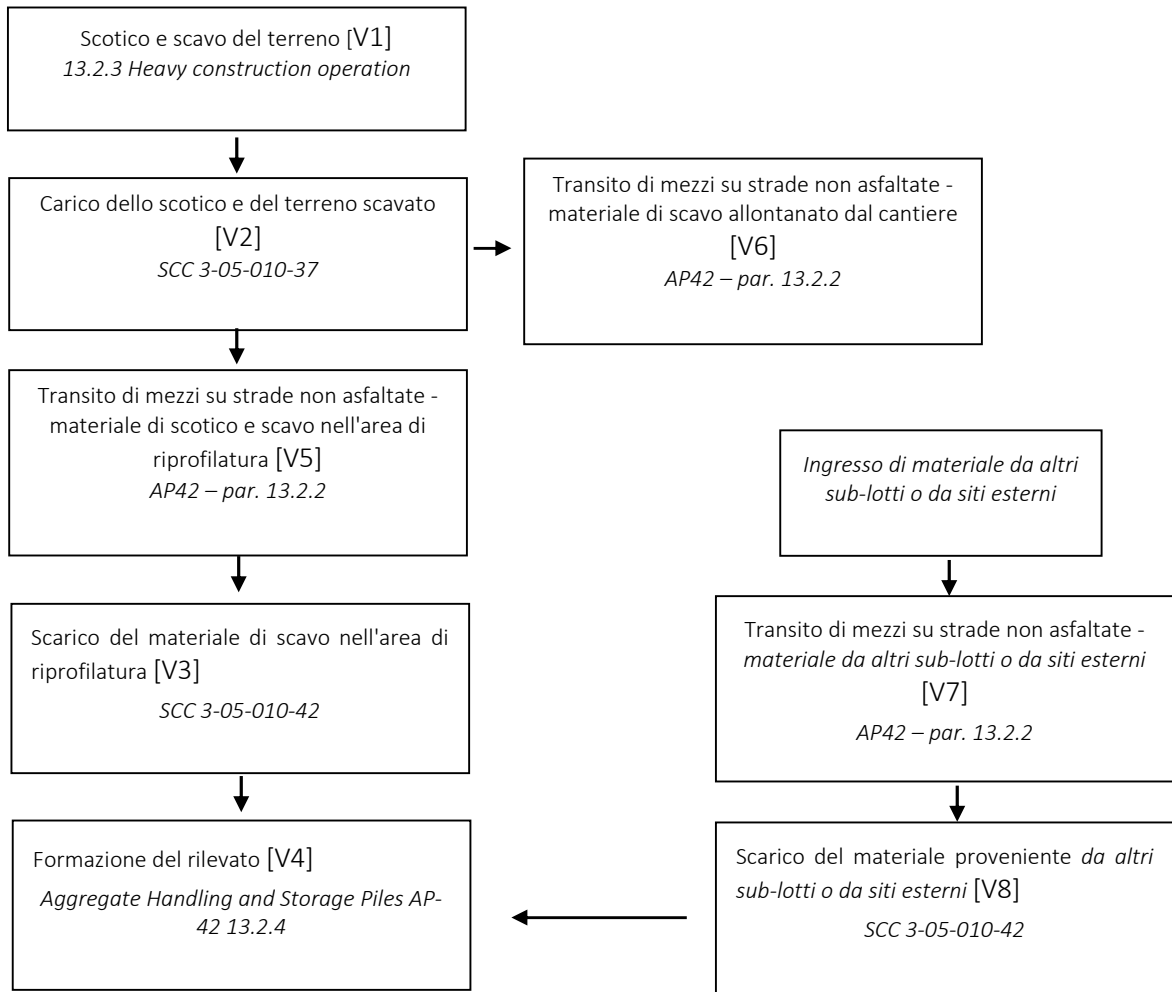 Scotico e scavo del terreno [V1]
13.2.3 Heavy construction operation
Carico dello scotico e del terreno scavato
[V2]
SCC 3-05-010-37
Transito di mezzi su strade non asfaltate -
materiale di scavo allontanato dal cantiere
[V6]
AP42 – par. 13.2.2
Transito di mezzi su strade non asfaltate -
materiale di scotico e scavo nell'area di
riprofilatura [V5]
AP42 – par. 13.2.2
Ingresso di materiale da altri
sub-lotti o da siti esterni
Scarico del materiale di scavo nell'area di
riprofilatura [V3]
SCC 3-05-010-42
Transito di mezzi su strade non asfaltate -
materiale da altri sub-lotti o da siti esterni
[V7]
AP42 – par. 13.2.2
Formazione del rilevato [V4]
Aggregate Handling and Storage Piles AP-
42 13.2.4
Scarico del materiale proveniente da altri
sub-lotti o da siti esterni [V8]
SCC 3-05-010-42